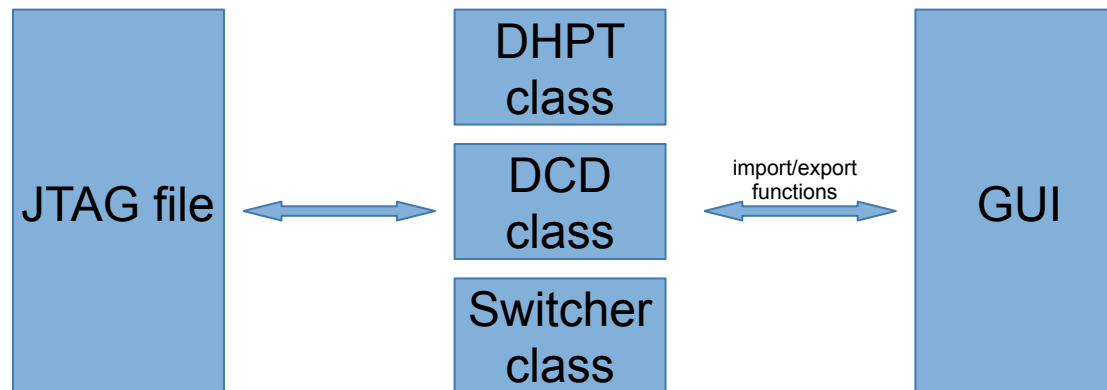 DHPT
class
JTAG file
DCD
class
import/export
functions
GUI
Switcher
class